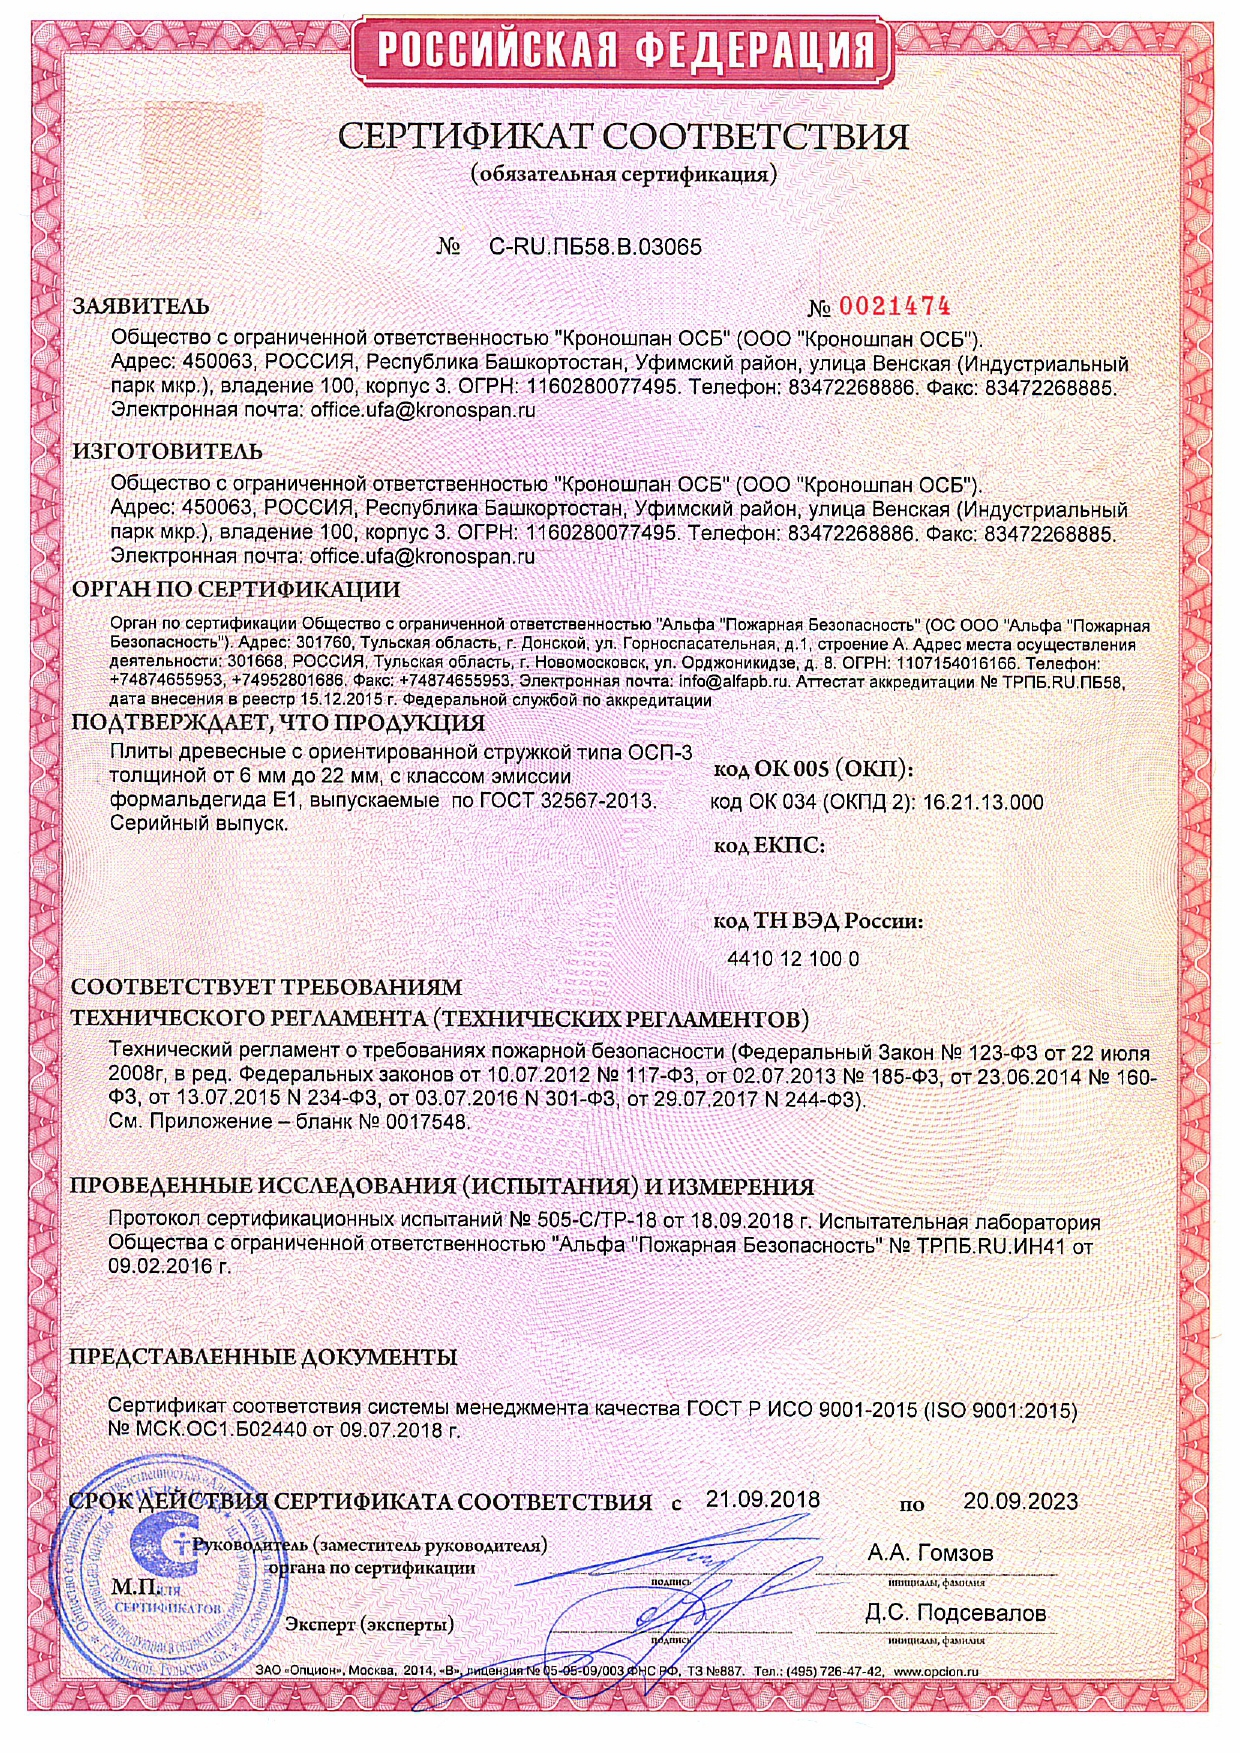 РОССИЙСКАЯ ФЕДЕРАЦИЯ
СЕРТИФИКАТ СООТВЕТСТВИЯ
(обязательная сертификация)
№ C-RU.ПБ58.В.03065
ЗАЯВИТЕЛЬ
№ 0021474
Общество с ограниченной ответственностью "Кроношпан ОСБ" (ООО "Кроношпан ОСБ").
Адрес: 450063, РОССИЯ, Республика Башкортостан, Уфимский район, улица Венская (Индустриальный
парк мкр.), владение 100, корпус 3. ОГРН: 1160280077495. Телефон: 83472268886. Факс: 83472268885.
Электронная почта: office.ufa@kronospan.ru
ИЗГОТОВИТЕЛЬ
Общество с ограниченной ответственностью "Кроношпан ОСБ" (ООО "Кроношпан ОСБ").
Адрес: 450063, РОССИЯ, Республика Башкортостан, Уфимский район, улица Венская (Индустриальный
парк мкр.), владение 100, корпус 3. ОГРН: 1160280077495. Телефон: 83472268886. Факс: 83472268885.
Электронная почта: office.ufa@kronospan.ru
ОРГАН ПО СЕРТИФИКАЦИИ
Орган по сертификации Общество с ограниченной ответственностью "Альфа "Пожарная Безопасность" (ОС ООО "Альфа "Пожарная
Безопасность"). Адрес: 301760, Тульская область, г. Донской, ул. Горноспасательная, д.1, строение А. Адрес места осуществления
деятельности: 301668, РОССИЯ, Тульская область, г. Новомосковск, ул. Орджоникидзе, д. 8. ОГРН: 1107154016166. Телефон:
+74874655953, +74952801686. Факс: +74874655953. Электронная почта: info@alfapb.ru. Аттестат аккредитации № ТРПБ.RU.ПБ58,
дата внесения в реестр 15.12.2015 г. Федеральной службой по аккредитации
ПОДТВЕРЖДАЕТ, ЧТО ПРОДУКЦИЯ
Плиты древесные с ориентированной стружкой типа ОСП-3
толщиной от 6 мм до 22 мм, с классом эмиссии
формальдегида Е1, выпускаемые по ГОСТ 32567-2013.
Серийный выпуск.
код ОК 005 (ОКП):
код ОК 034 (ОКПД 2): 16.21.13.000
код ЕКПС:
код ТН ВЭД России:
4410 12 100 0
СООТВЕТСТВУЕТ ТРЕБОВАНИЯМ
ТЕХНИЧЕСКОГО РЕГЛАМЕНТА (ТЕХНИЧЕСКИХ РЕГЛАМЕНТОВ)
Технический регламент о требованиях пожарной безопасности (Федеральный Закон № 123-ФЗ от 22 июля
2008г, в ред. Федеральных законов от 10.07.2012 № 117-ФЗ, от 02.07.2013 № 185-ФЗ, от 23.06.2014 № 160-
ФЗ, от 13.07.2015 N 234-ФЗ, от 03.07.2016 N 301-ФЗ, от 29.07.2017 N 244-ФЗ).
См. Приложение – бланк № 0017548.
ПРОВЕДЕННЫЕ ИССЛЕДОВАНИЯ (ИСПЫТАНИЯ) И ИЗМЕРЕНИЯ
Протокол сертификационных испытаний № 505-С/ТР-18 от 18.09.2018 г. Испытательная лаборатория
Общества с ограниченной ответственностью "Альфа "Пожарная Безопасность" № ТРПБ.RU.ИН41 от
09.02.2016 г.
ПРЕДСТАВЛЕННЫЕ ДОКУМЕНТЫ
Сертификат соответствия системы менеджмента качества ГОСТ Р ИСО 9001-2015 (ISO 9001:2015)
№ МСК.ОС1.Б02440 от 09.07.2018 г.
СРОК ДЕЙСТВИЯ СЕРТИФИКАТА СООТВЕТСТВИЯ с 21.09.2018 по 20.09.2023
Руководитель (заместитель руководителя)
органа по сертификации
А.А. Гомзов
подпись
инициалы, фамилия
М.П.
ДЛЯ
СЕРТИФИКАТОВ
Эксперт (эксперты)
Д.С. Подсевалов
подпись
инициалы, фамилия
ЗАО «Опцион», Москва, 2014, «В», лицензия № 05-05-09/003 ФНС РФ, ТЗ №887. Тел.: (495) 726-47-42, www.opcion.ru